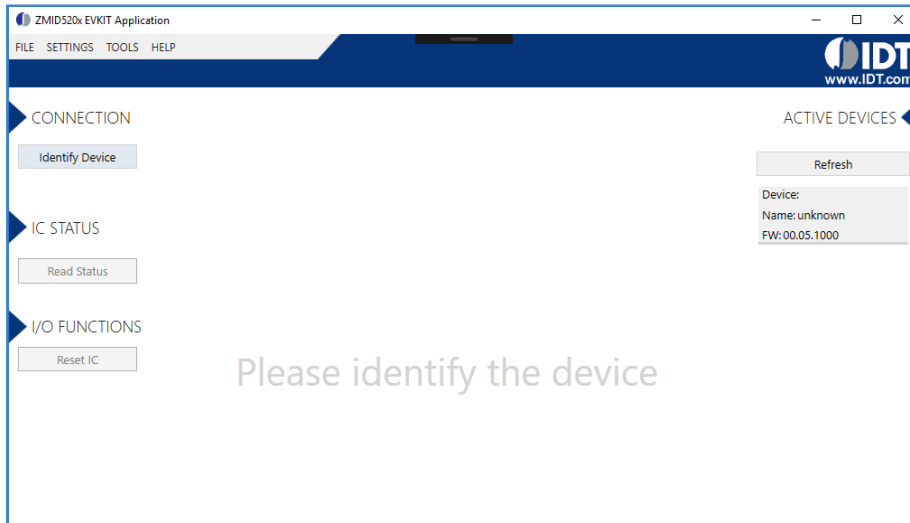 ZMID520x EVKIT Application
FILE SETTINGS TOOLS HELP
IDT
www.IDT.com
CONNECTION
Identify Device
IC STATUS
Read Status
I/O FUNCTIONS
Reset IC
Please identify the device
ACTIVE DEVICES
Refresh
Device:
Name: unknown
FW: 00.05.1000